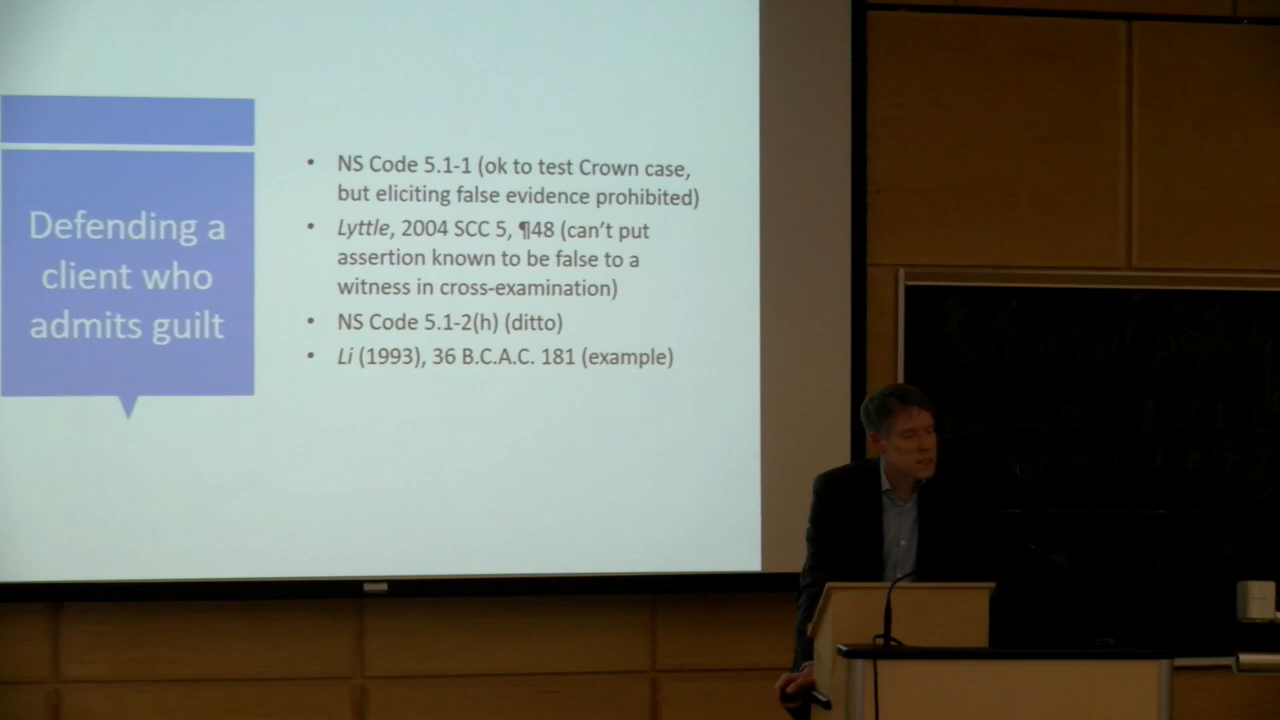 Defending a
client who
admits guilt
• NS Code 5.1-1 (ok to test Crown case,
but eliciting false evidence prohibited)
• Lyttle, 2004 SCC 5, ¶48 (can't put
assertion known to be false to a
witness in cross-examination)
• NS Code 5.1-2(h) (ditto)
• Li (1993), 36 B.C.A.C. 181 (example)